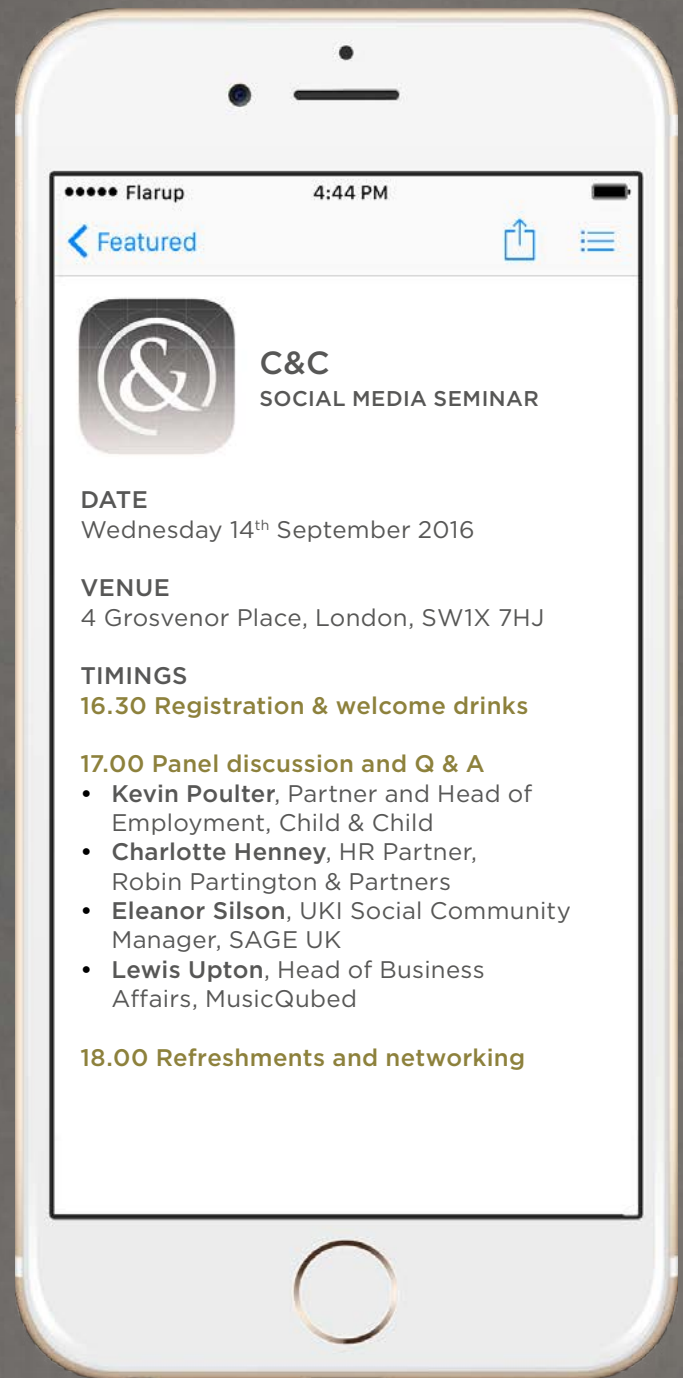 Flarup 4:44 PM
Featured
&
C&C
SOCIAL MEDIA SEMINAR
DATE
Wednesday 14th September 2016
VENUE
4 Grosvenor Place, London, SW1X 7HJ
TIMINGS
16.30 Registration & welcome drinks
17.00 Panel discussion and Q & A
• Kevin Poulter, Partner and Head of
Employment, Child & Child
• Charlotte Henney, HR Partner,
Robin Partington & Partners
• Eleanor Silson, UKI Social Community
Manager, SAGE UK
• Lewis Upton, Head of Business
Affairs, MusicQubed
18.00 Refreshments and networking